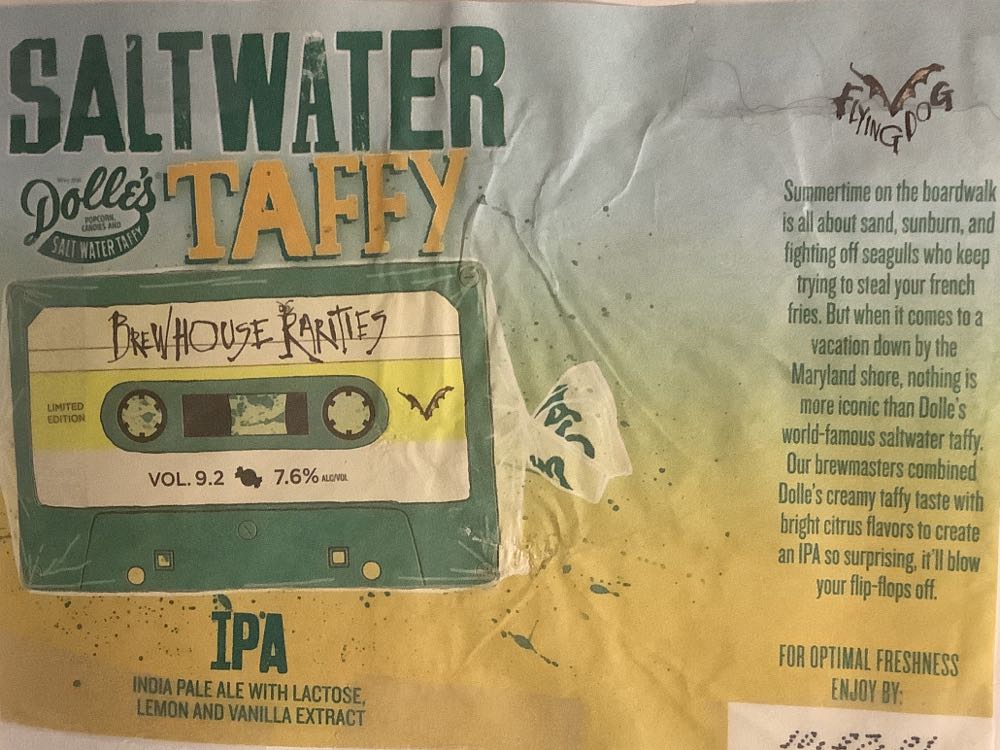 SALTWATER
TAFFY
Dolle's
POPCORN,
CANDIES AND
SALT WATER TAFFY
BREWHOUSE RARITIES
LIMITED
EDITION
VOL. 9.2 7.6% ALC/VOL
IPA
INDIA PALE ALE WITH LACTOSE,
LEMON AND VANILLA EXTRACT
FLYING DOG
Summertime on the boardwalk
is all about sand, sunburn, and
fighting off seagulls who keep
trying to steal your french
fries. But when it comes to a
vacation down by the
Maryland shore, nothing is
more iconic than Dolle's
world-famous saltwater taffy.
Our brewmasters combined
Dolle's creamy taffy taste with
bright citrus flavors to create
an IPA so surprising, it'll blow
your flip-flops off.
FOR OPTIMAL FRESHNESS
ENJOY BY: